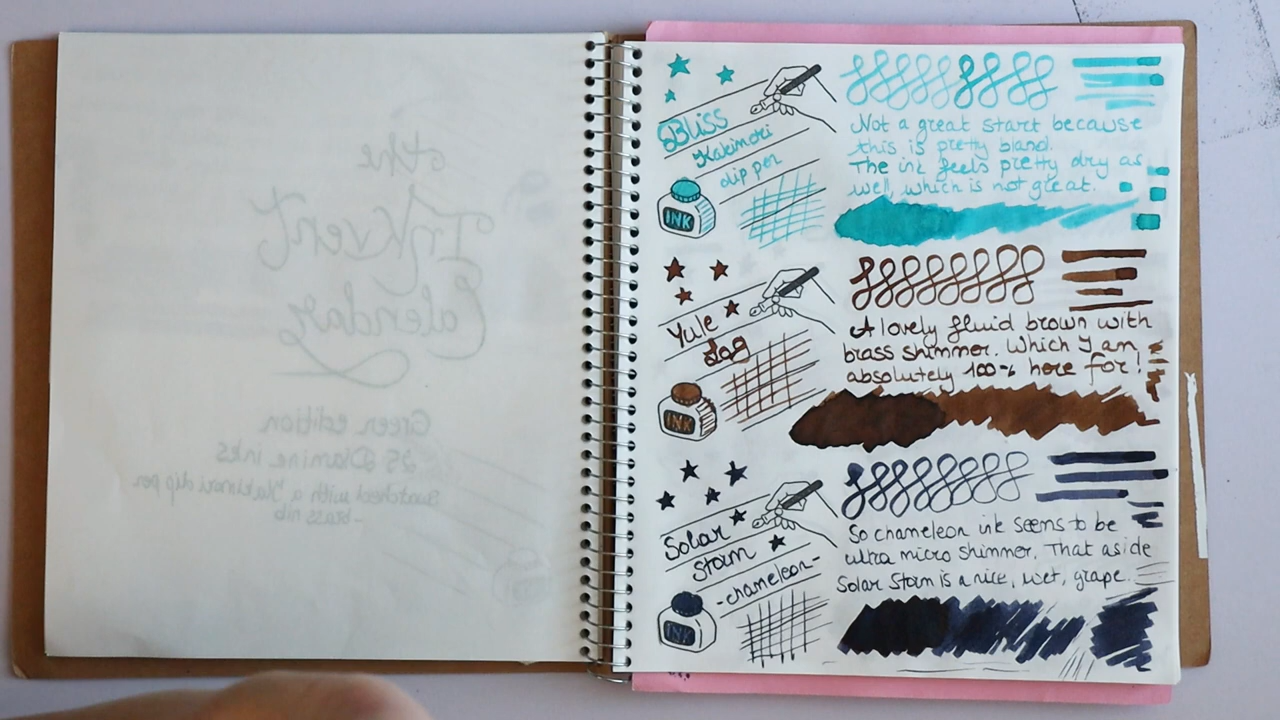 the
Inkvent
Calendar
Green edition
25 Diamine inks
Swatched with a Kakimori dip pen
- brass nib
Bliss
Kakimori
dip pen
INK
Not a great start because
this is pretty bland.
The ink feels pretty dry as
well, which is not great.
Yule
Log
INK
A lovely fluid brown with
brass shimmer. Which I am
absolutely 100% here for!
Solar
Storm
-chameleon-
INK
So chameleon ink seems to be
ultra micro shimmer. That aside
Solar Storm is a nice, wet, grape.